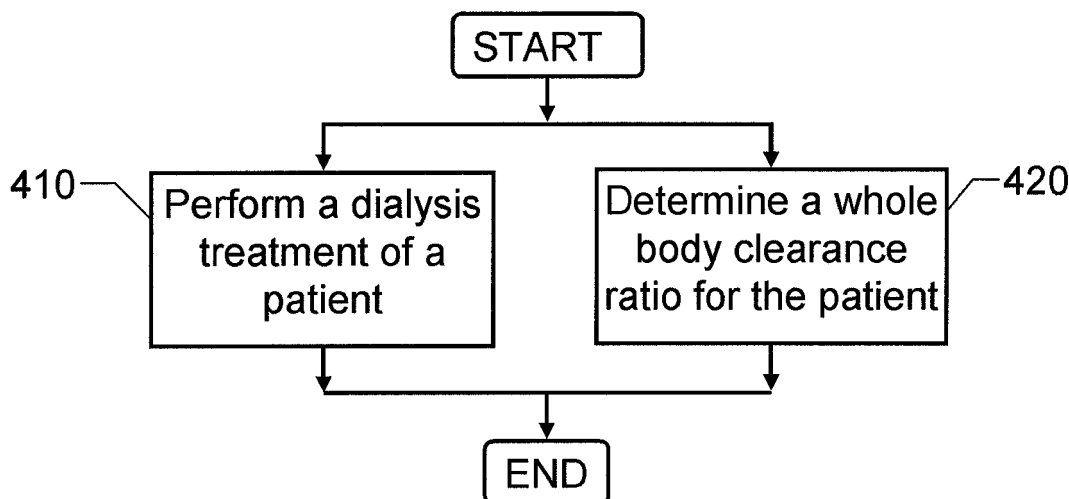 START
410
Perform a dialysis
treatment of a
patient
Determine a whole
body clearance
ratio for the patient
420
END